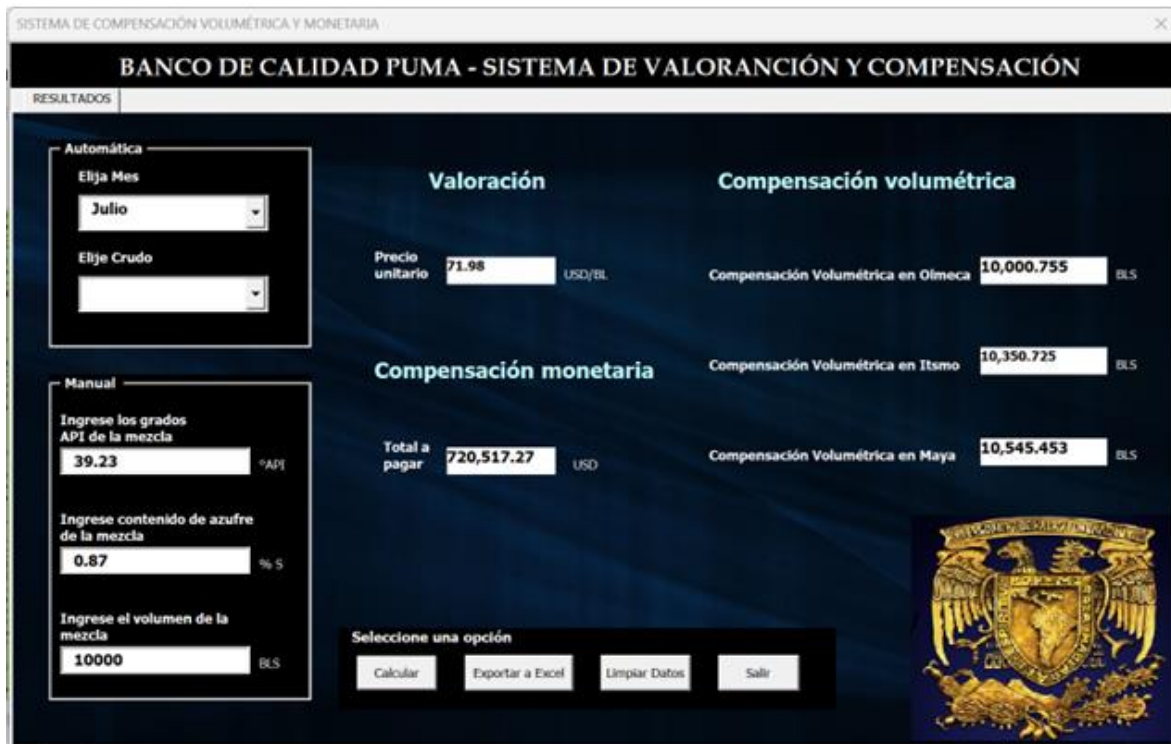 SISTEMA DE COMPENSACIÓN VOLUMÉTRICA Y MONETARIA
BANCO DE CALIDAD PUMA - SISTEMA DE VALORANCIÓN Y COMPENSACIÓN
RESULTADOS
Automática
Elija Mes
Julio
Elije Crudo
Manual
Ingrese los grados
API de la mezcla
39.23 °API
Ingrese contenido de azufre
de la mezcla
0.87 % S
Ingrese el volumen de la
mezcla
10000 BLS
Valoración
Precio
unitario 71.98 USD/BL
Compensación monetaria
Total a
pagar 720,517.27 USD
Compensación volumétrica
Compensación Volumétrica en Olmeca 10,000.755 BLS
Compensación Volumétrica en Itsmo 10,350.725 BLS
Compensación Volumétrica en Maya 10,545.453 BLS
Seleccione una opción
Calcular Exportar a Excel Limpiar Datos Salir